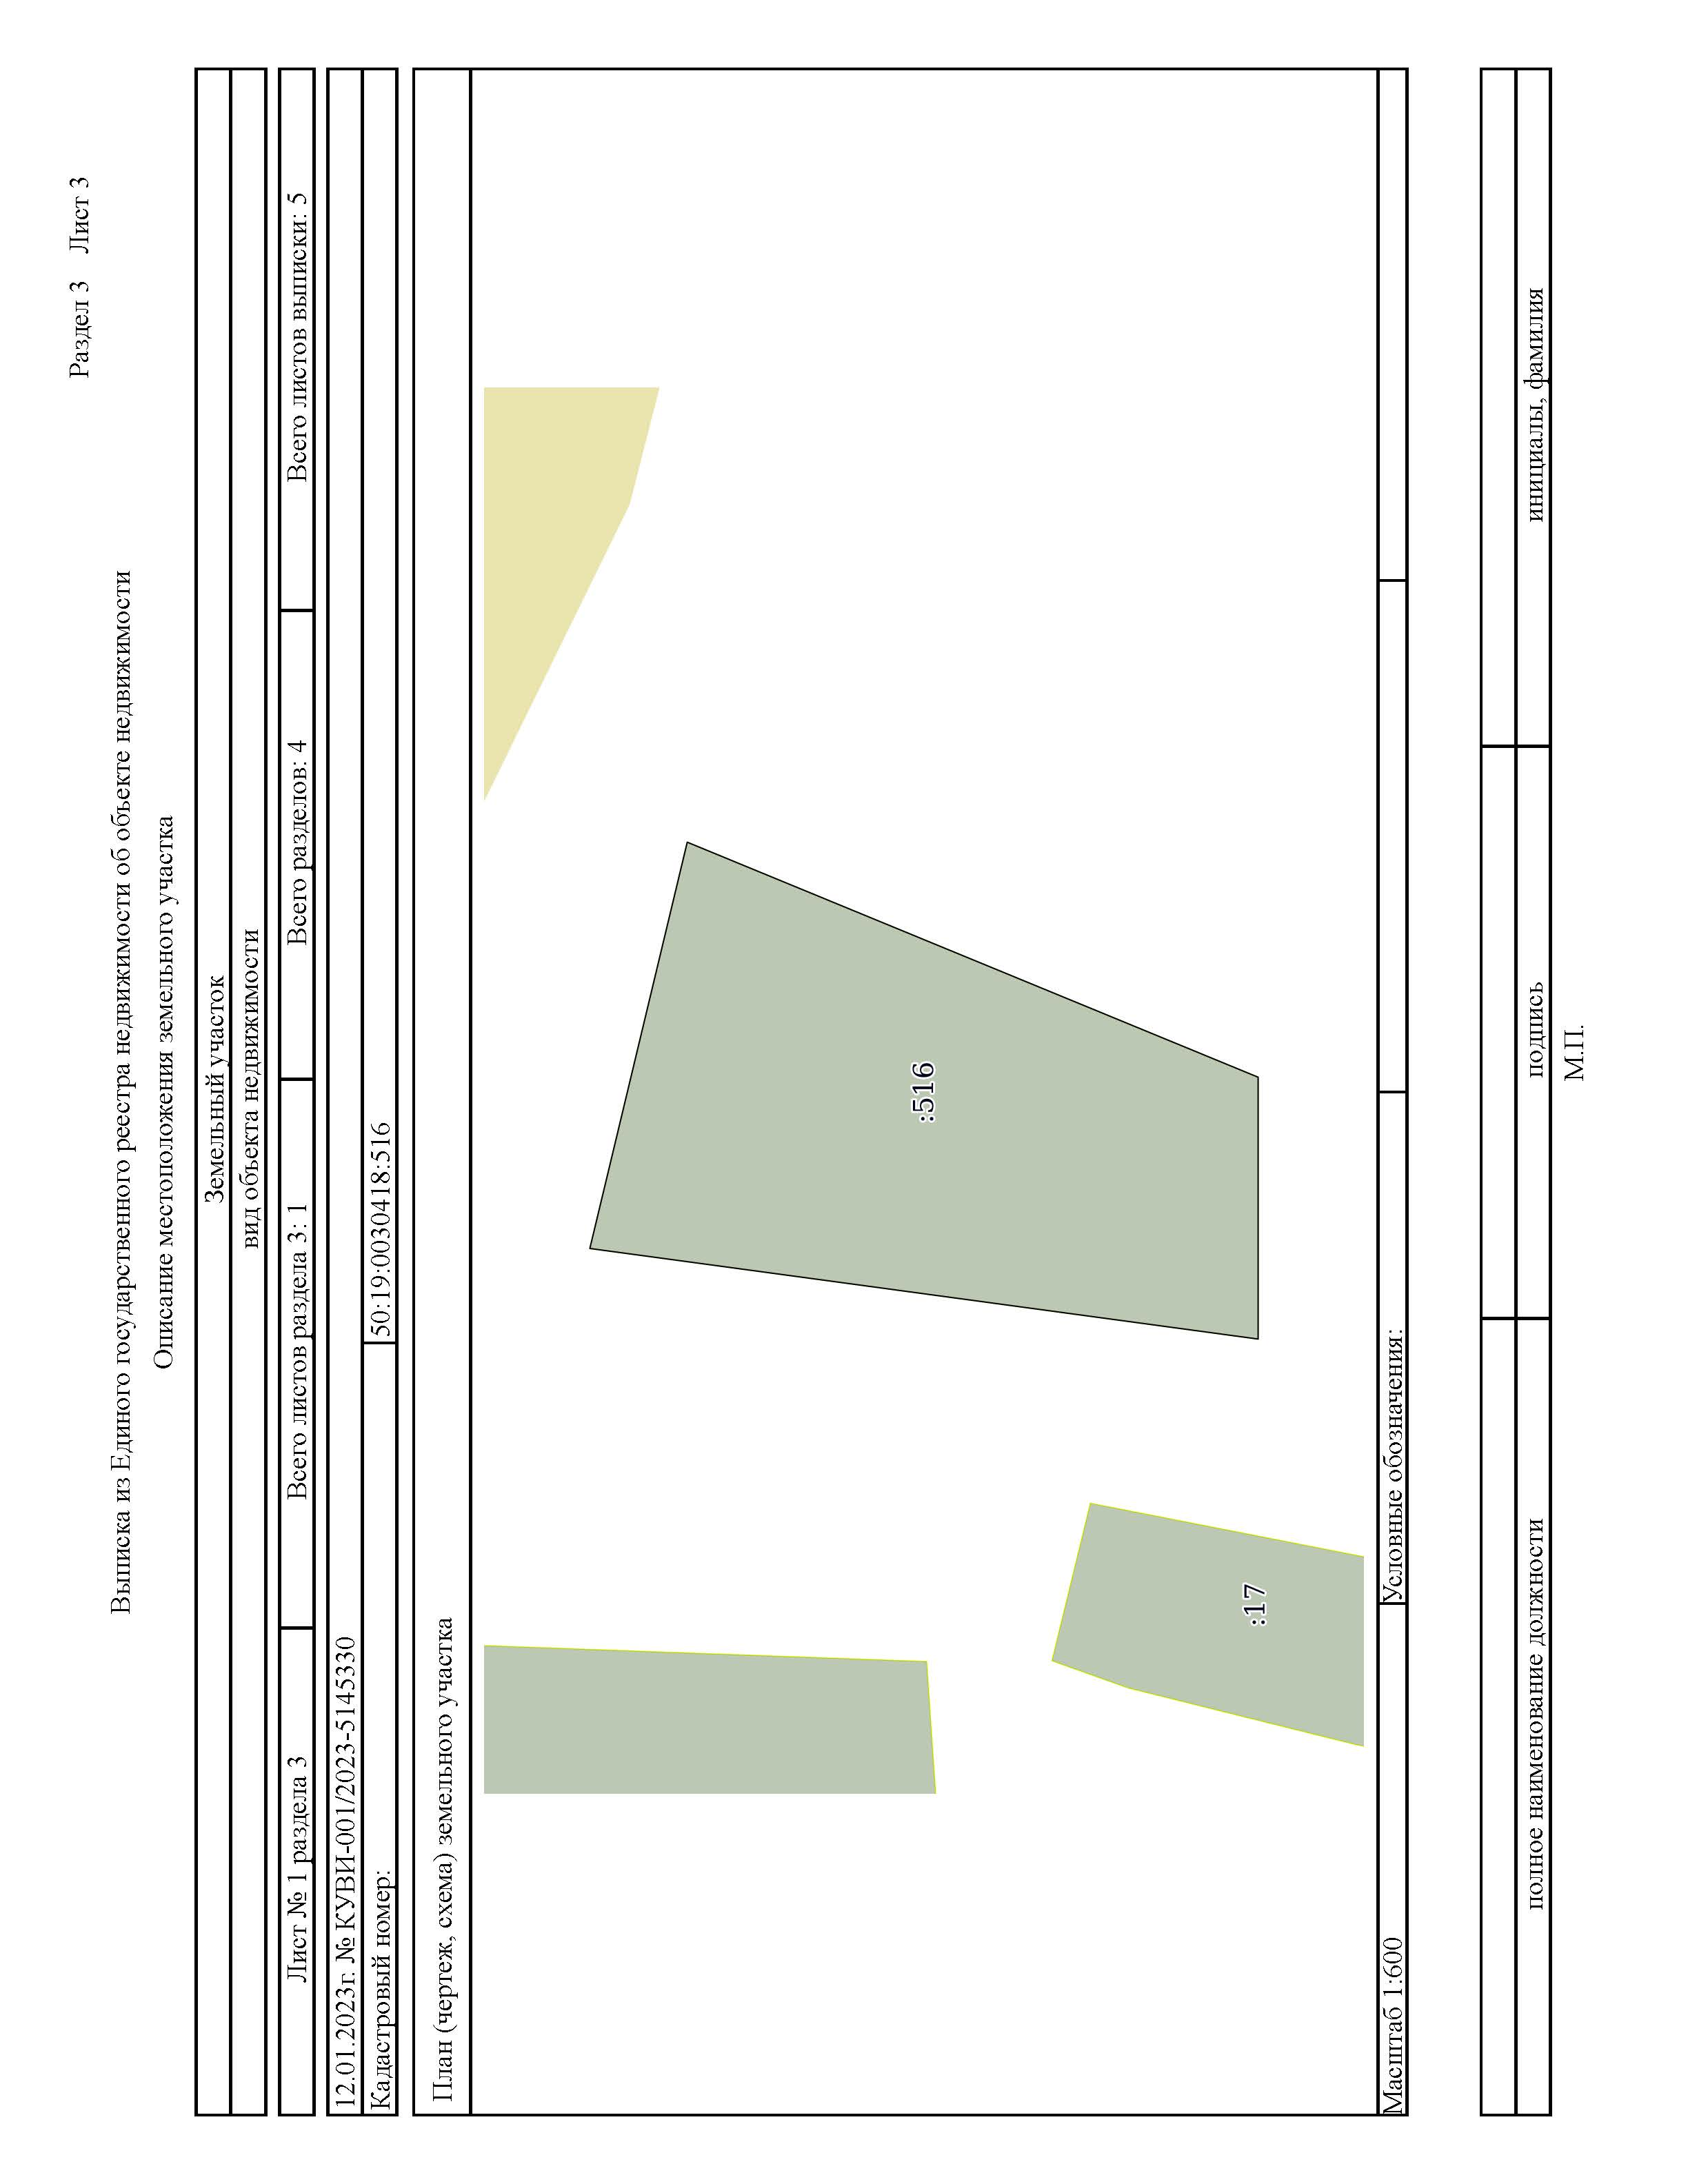 Раздел 3 Лист 3
Выписка из Единого государственного реестра недвижимости об объекте недвижимости
Описание местоположения земельного участка
Земельный участок
вид объекта недвижимости
Лист № 1 раздела 3 Всего листов раздела 3: 1 Всего разделов: 4 Всего листов выписки: 5
12.01.2023г. № КУВИ-001/2023-5145330
Кадастровый номер: 50:19:0030418:516
План (чертеж, схема) земельного участка
:516
:17
Масштаб 1:600 Условные обозначения:
полное наименование должности подпись инициалы, фамилия
М.П.